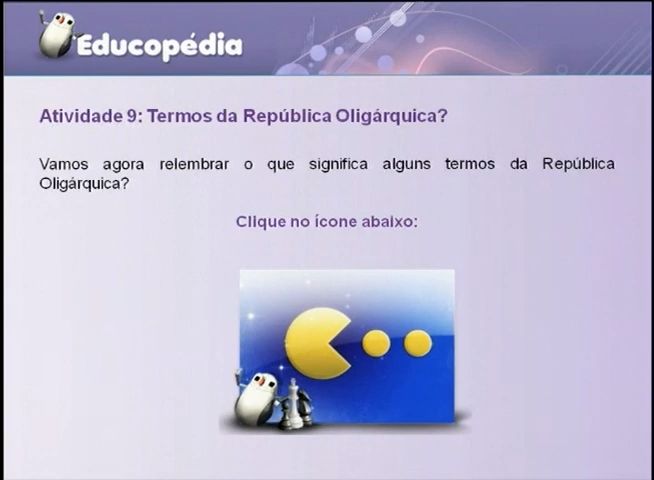 Educopédia
Atividade 9: Termos da República Oligárquica?
Vamos agora relembrar o que significa alguns termos da República
Oligárquica?
Clique no ícone abaixo: